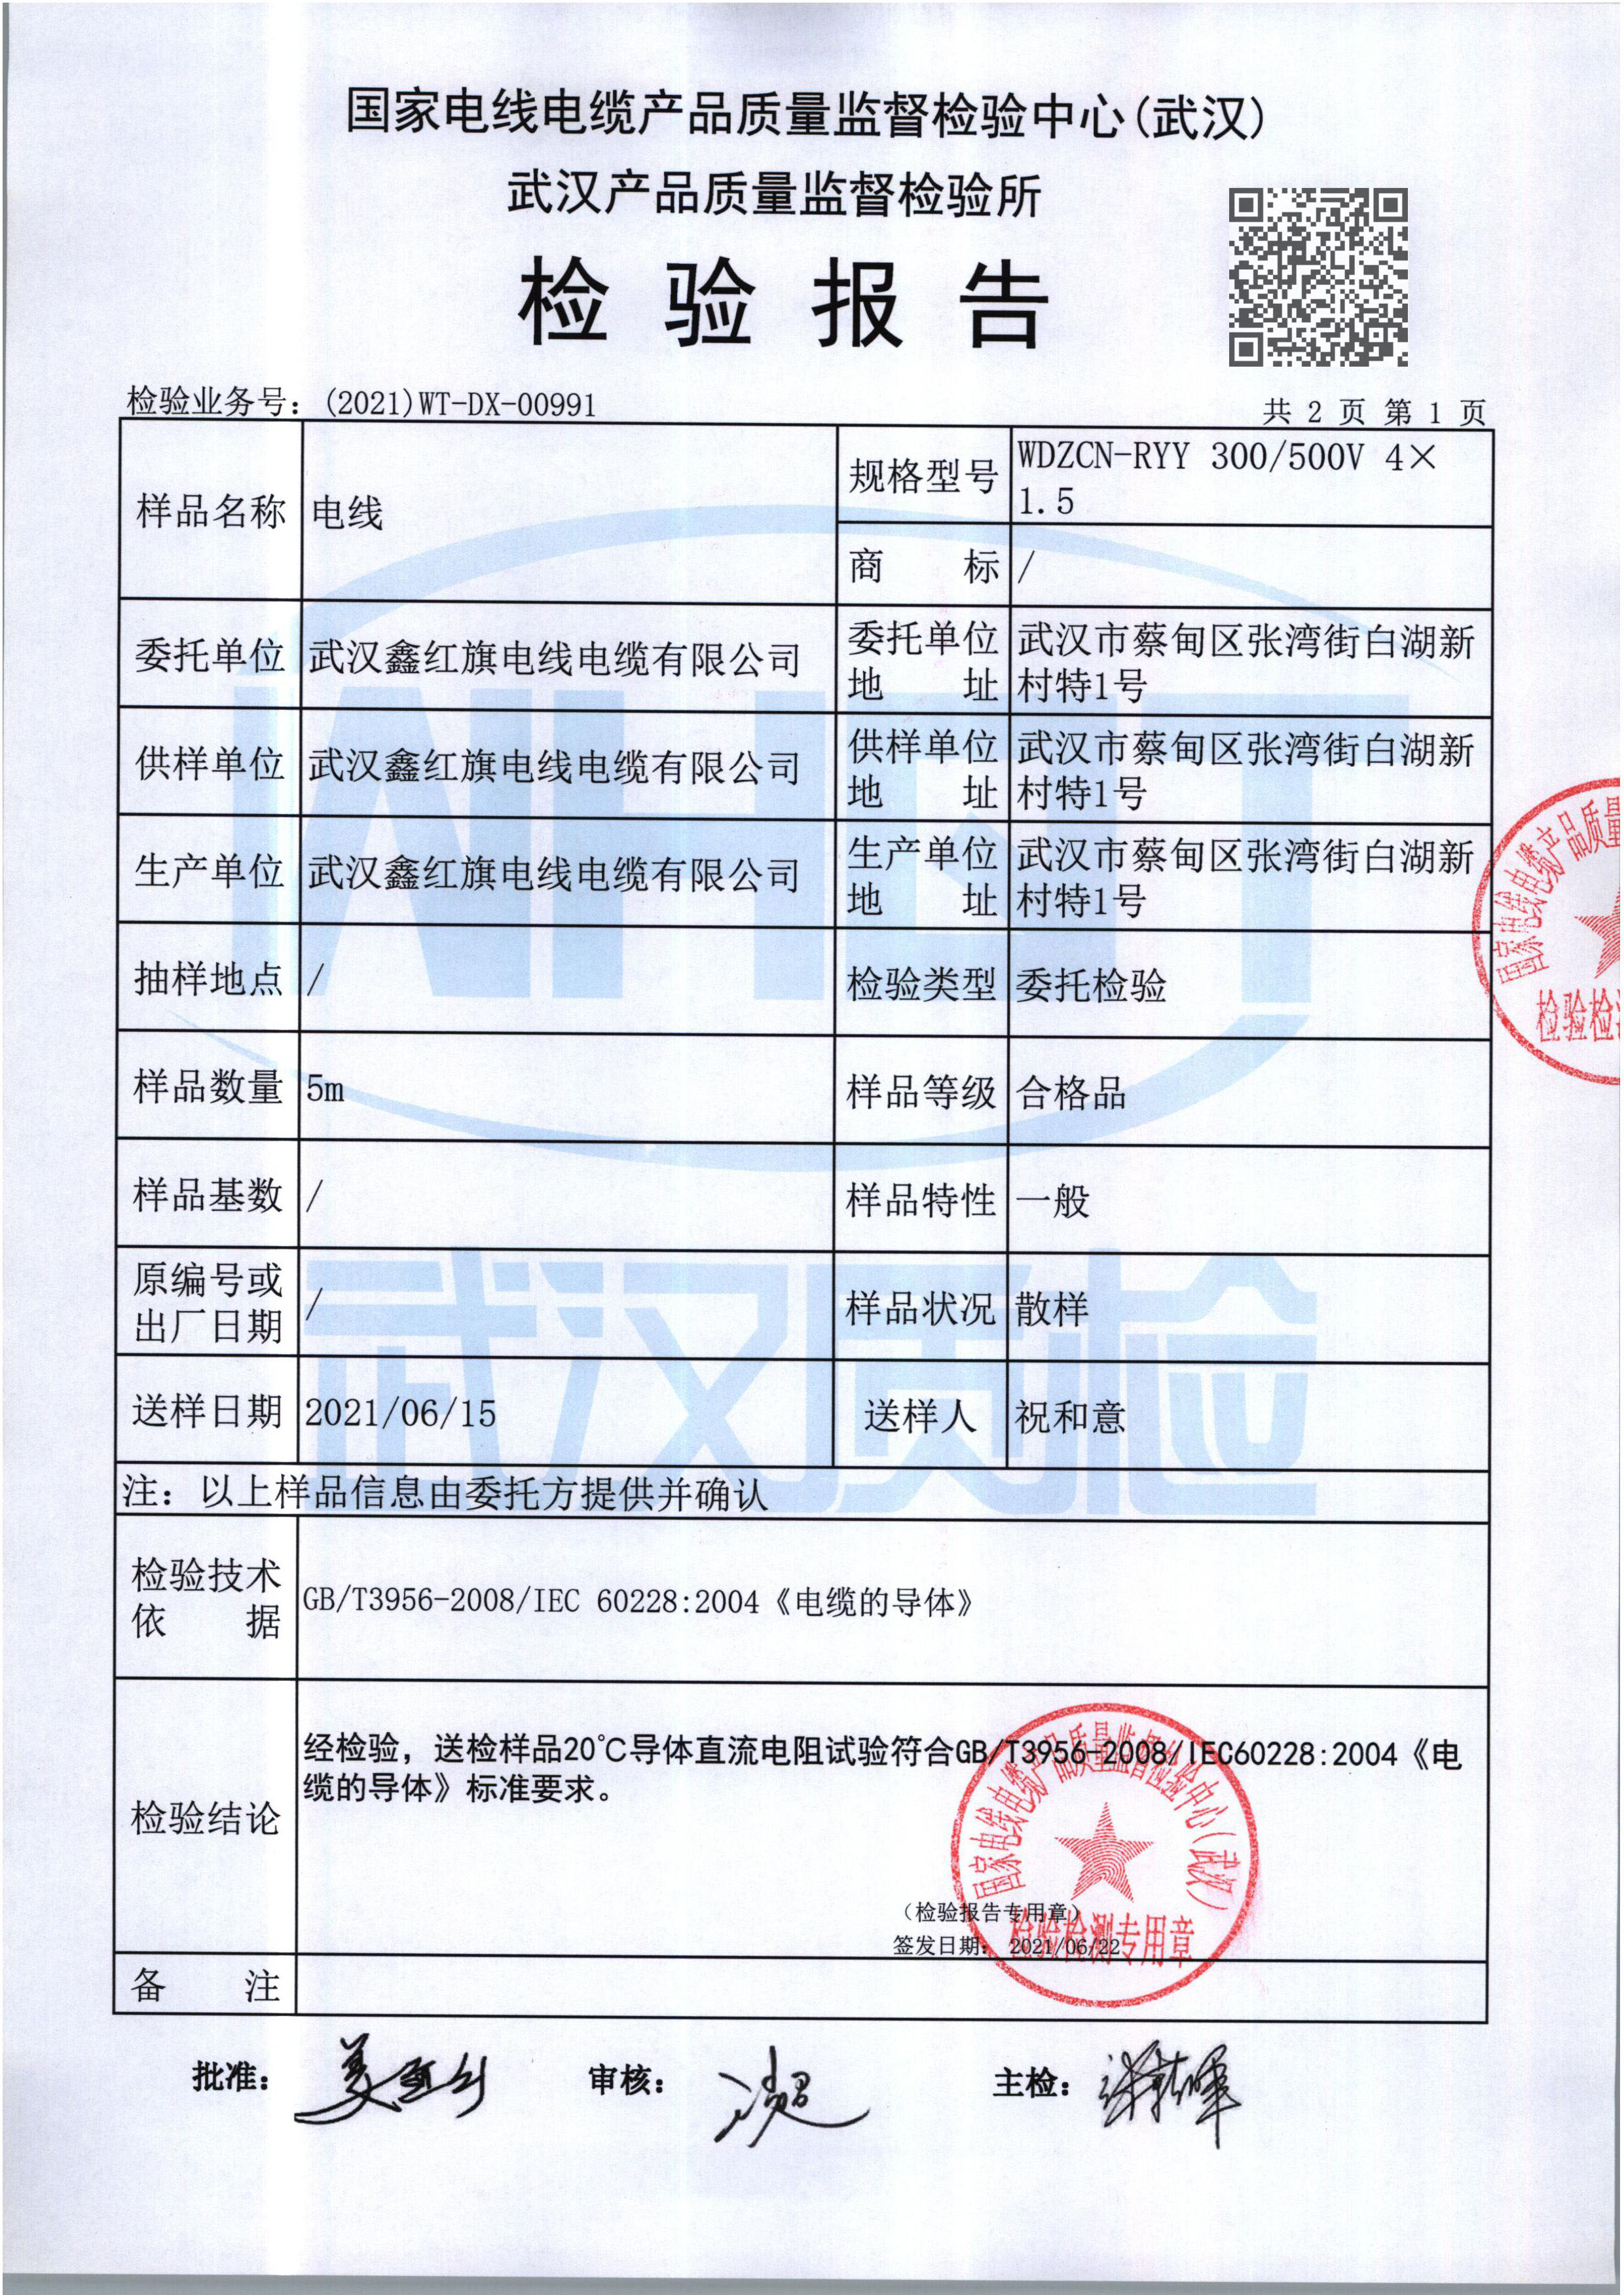 国家电线电缆产品质量监督检验中心(武汉)
武汉产品质量监督检验所
检 验 报 告
检验业务号：(2021)WT-DX-00991
共 2 页 第 1 页
样品名称
电线
规格型号
WDZCN-RYY 300/500V 4×
1.5
商 标
/
委托单位
武汉鑫红旗电线电缆有限公司
委托单位
地 址
武汉市蔡甸区张湾街白湖新
村特1号
供样单位
武汉鑫红旗电线电缆有限公司
供样单位
地 址
武汉市蔡甸区张湾街白湖新
村特1号
生产单位
武汉鑫红旗电线电缆有限公司
生产单位
地 址
武汉市蔡甸区张湾街白湖新
村特1号
抽样地点
/
检验类型
委托检验
样品数量
5m
样品等级
合格品
样品基数
/
样品特性
一般
原编号或
出厂日期
/
样品状况
散样
送样日期
2021/06/15
送样人
祝和意
注：以上样品信息由委托方提供并确认
检验技术
依 据
GB/T3956-2008/IEC 60228:2004《电缆的导体》
检验结论
经检验，送检样品20℃导体直流电阻试验符合GB/T3956-2008/IEC60228:2004《电
缆的导体》标准要求。
（检验报告专用章）
签发日期：2021/06/22
备 注
批准：
审核：
主检：
国家电线电缆产品质量监督检验中心(武汉)
检验检测专用章
国家电线电缆产品质量
检验检
武汉质检